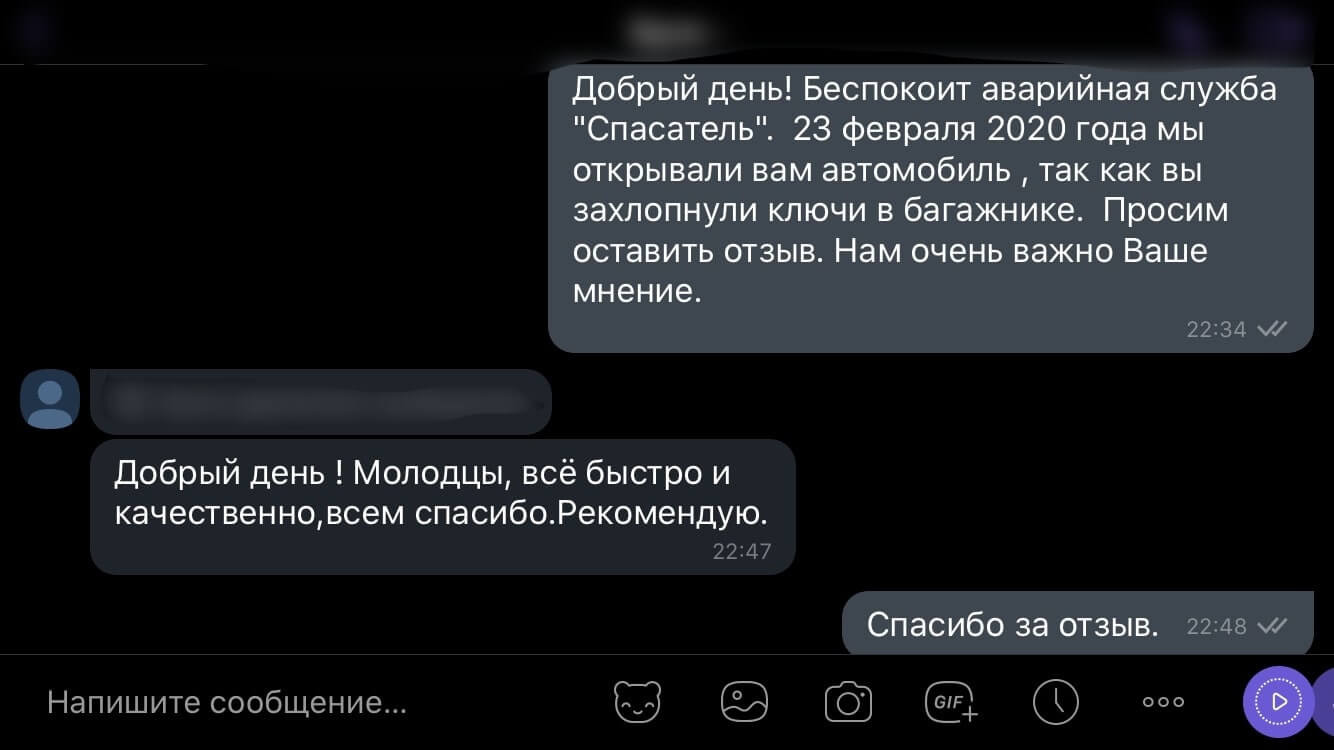 Добрый день! Беспокоит аварийная служба
"Спасатель".  23 февраля 2020 года мы
открывали вам автомобиль , так как вы
захлопнули ключи в багажнике.  Просим
оставить отзыв. Нам очень важно Ваше
мнение.
22:34
Добрый день ! Молодцы, всё быстро и
качественно,всем спасибо.Рекомендую.
22:47
Спасибо за отзыв. 22:48
Напишите сообщение...
GIF